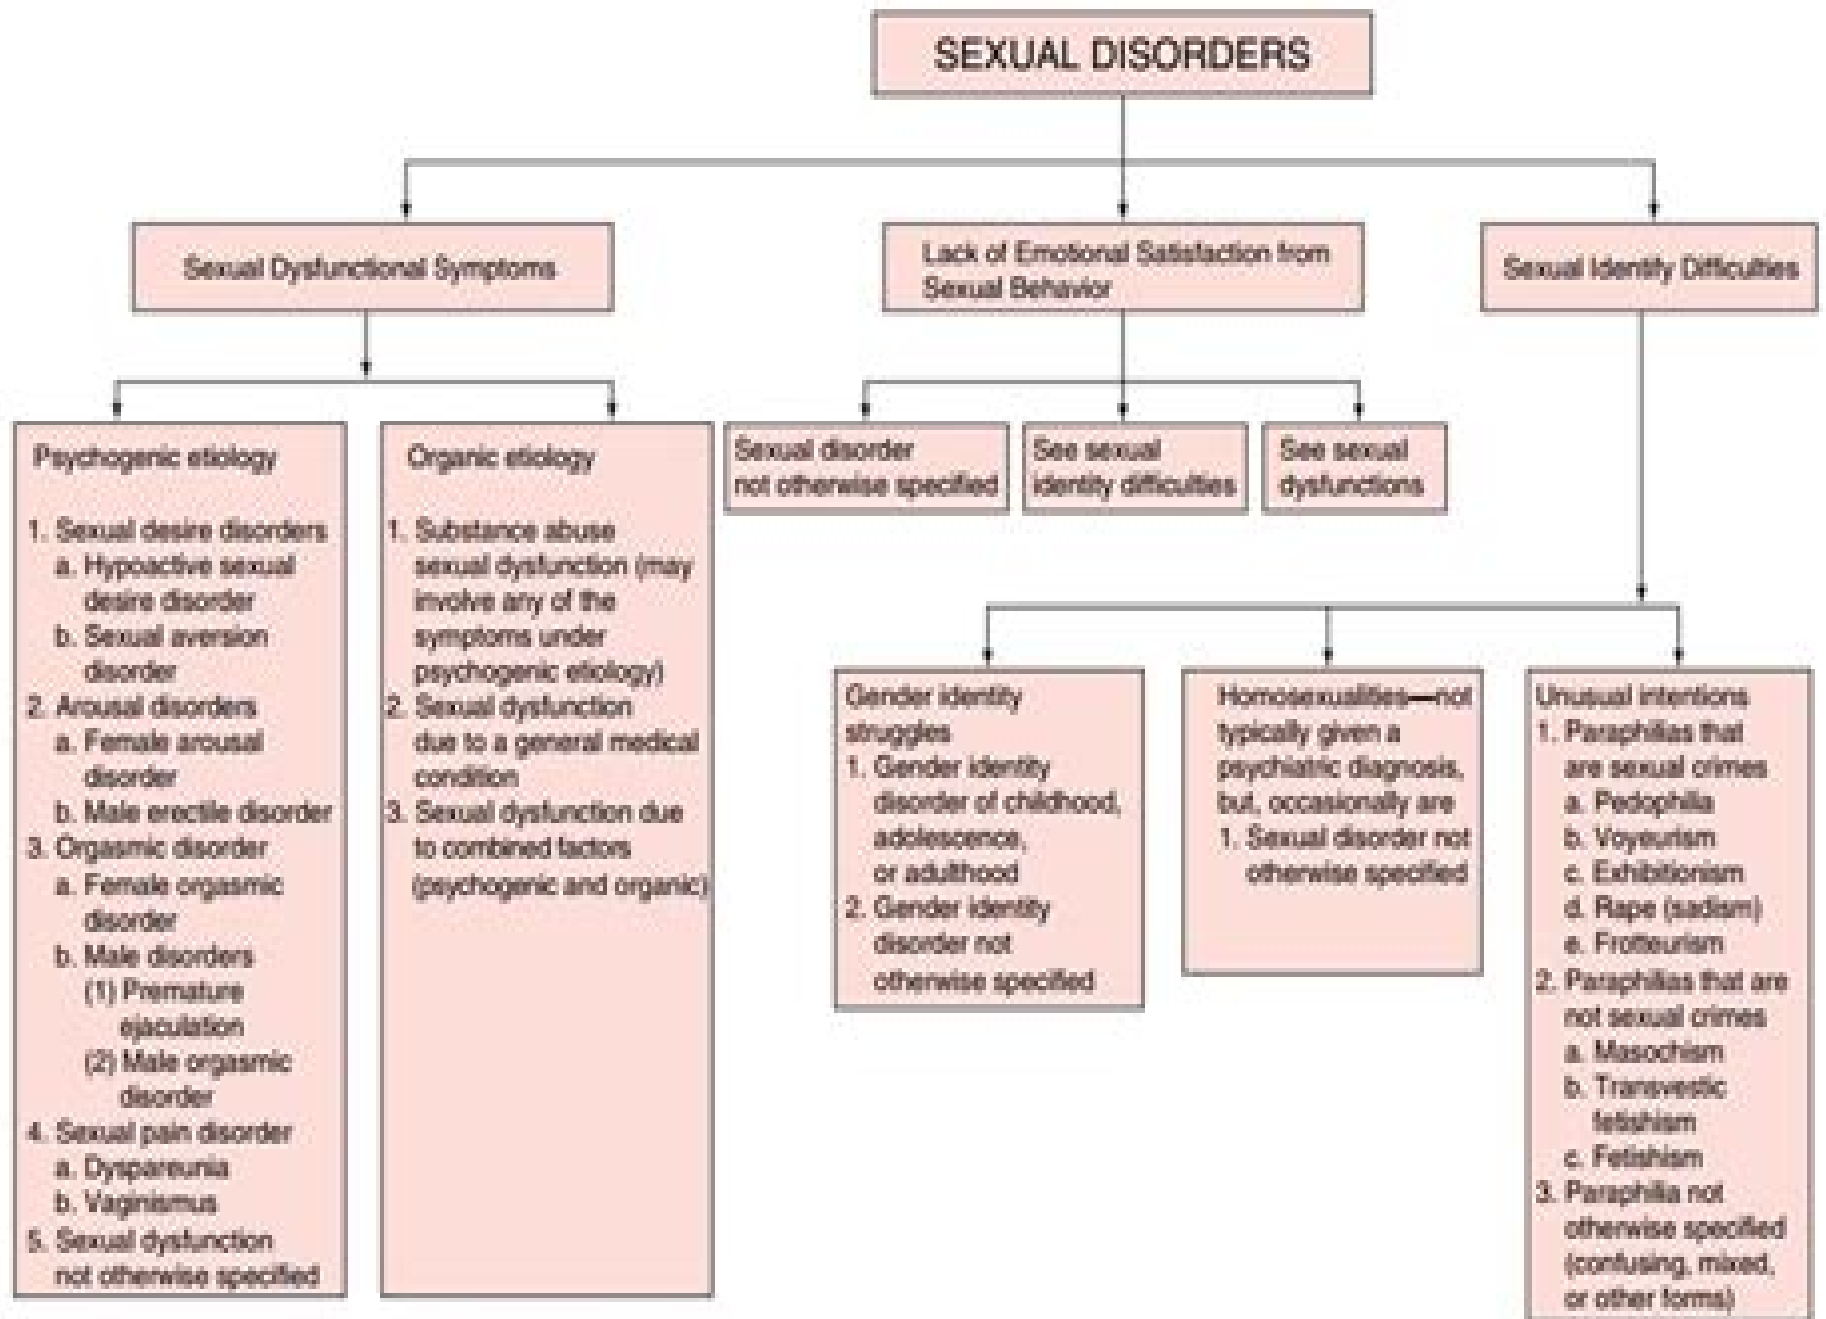 SEXUAL DISORDERS
Sexual Dysfunctional Symptoms
Lack of Emotional Satisfaction from
Sexual Behavior
Sexual Identity Difficulties
Psychogenic etiology
1. Sexual desire disorders
a. Hypoactive sexual
desire disorder
b. Sexual aversion
disorder
2. Arousal disorders
a. Female arousal
disorder
b. Male erectile disorder
3. Orgasmic disorder
a. Female orgasmic
disorder
b. Male disorders
(1) Premature
ejaculation
(2) Male orgasmic
disorder
4. Sexual pain disorder
a. Dyspareunia
b. Vaginismus
5. Sexual dysfunction
not otherwise specified
Organic etiology
1. Substance abuse
sexual dysfunction (may
involve any of the
symptoms under
psychogenic etiology)
2. Sexual dysfunction
due to a general medical
condition
3. Sexual dysfunction due
to combined factors
(psychogenic and organic)
Sexual disorder
not otherwise specified
See sexual
identity difficulties
See sexual
dysfunctions
Gender identity
struggles
1. Gender identity
disorder of childhood,
adolescence,
or adulthood
2. Gender identity
disorder not
otherwise specified
Homosexualities—not
typically given a
psychiatric diagnosis,
but, occasionally are
1. Sexual disorder not
otherwise specified
Unusual intentions
1. Paraphilias that
are sexual crimes
a. Pedophilia
b. Voyeurism
c. Exhibitionism
d. Rape (sadism)
e. Frotteurism
2. Paraphilias that are
not sexual crimes
a. Masochism
b. Transvestic
fetishism
c. Fetishism
3. Paraphilia not
otherwise specified
(confusing, mixed,
or other forms)